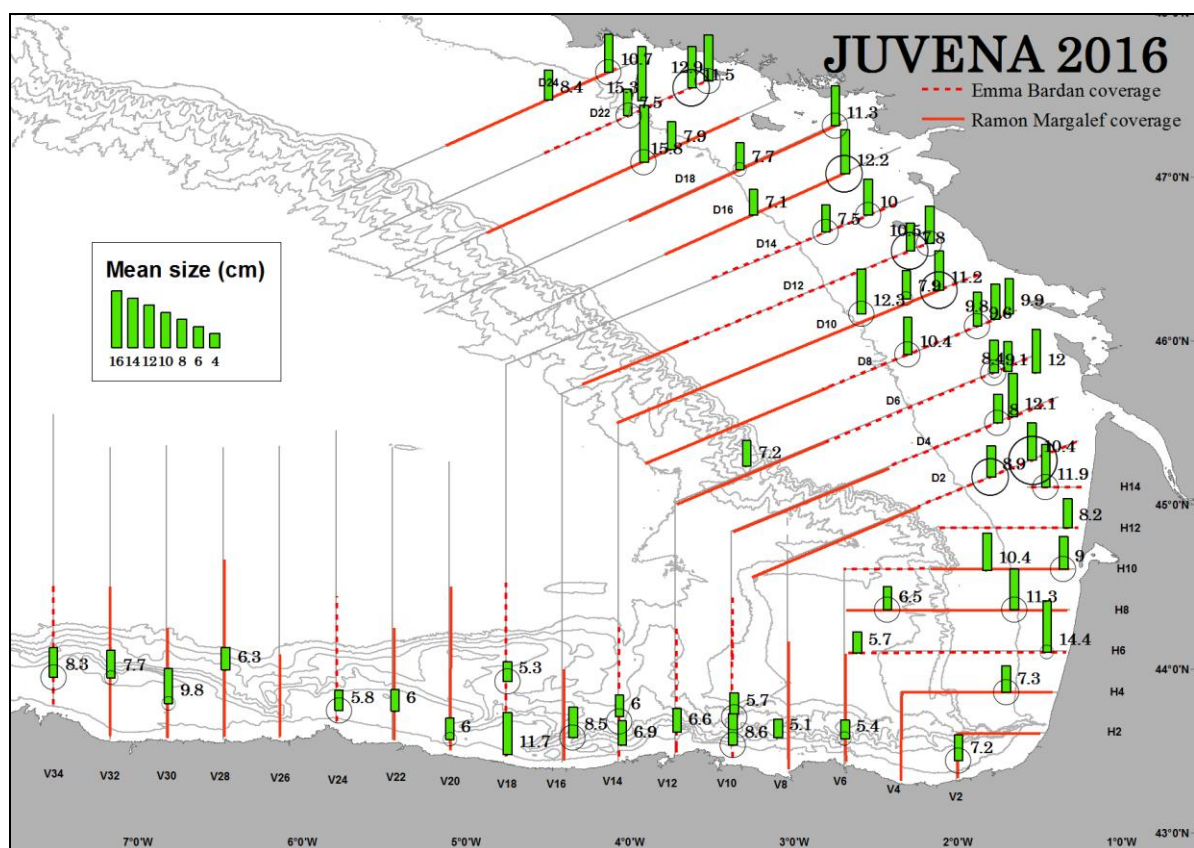 JUVENA 2016
Emma Bardan coverage
Ramon Margalef coverage
Mean size (cm)
16 14 12 10 8 6 4
D24
8.4
10.7
15.3
12.9
11.5
D22
7.5
7.9
15.8
11.3
D18
7.7
12.2
47°0'N
D16
7.1
10
7.5
D14
10.5
7.8
D12
7.9
11.2
12.3
9.8
9.9
9.6
D10
10.4
46°0'N
D8
8.4
9.1
12
D6
8
12.1
D4
7.2
10.4
D2
8.9
11.9
H14
45°0'N
8.2
H12
10.4
9
H10
6.5
11.3
H8
5.7
14.4
H6
44°0'N
7.3
H4
8.3
7.7
9.8
6.3
5.8
6
6
5.3
11.7
8.5
6
6.9
6.6
5.7
8.6
5.1
5.4
H2
7.2
V34
V32
V30
V28
V26
V24
V22
V20
V18
V16
V14
V12
V10
V8
V6
V4
V2
43°0'N
7°0'W
6°0'W
5°0'W
4°0'W
3°0'W
2°0'W
1°0'W